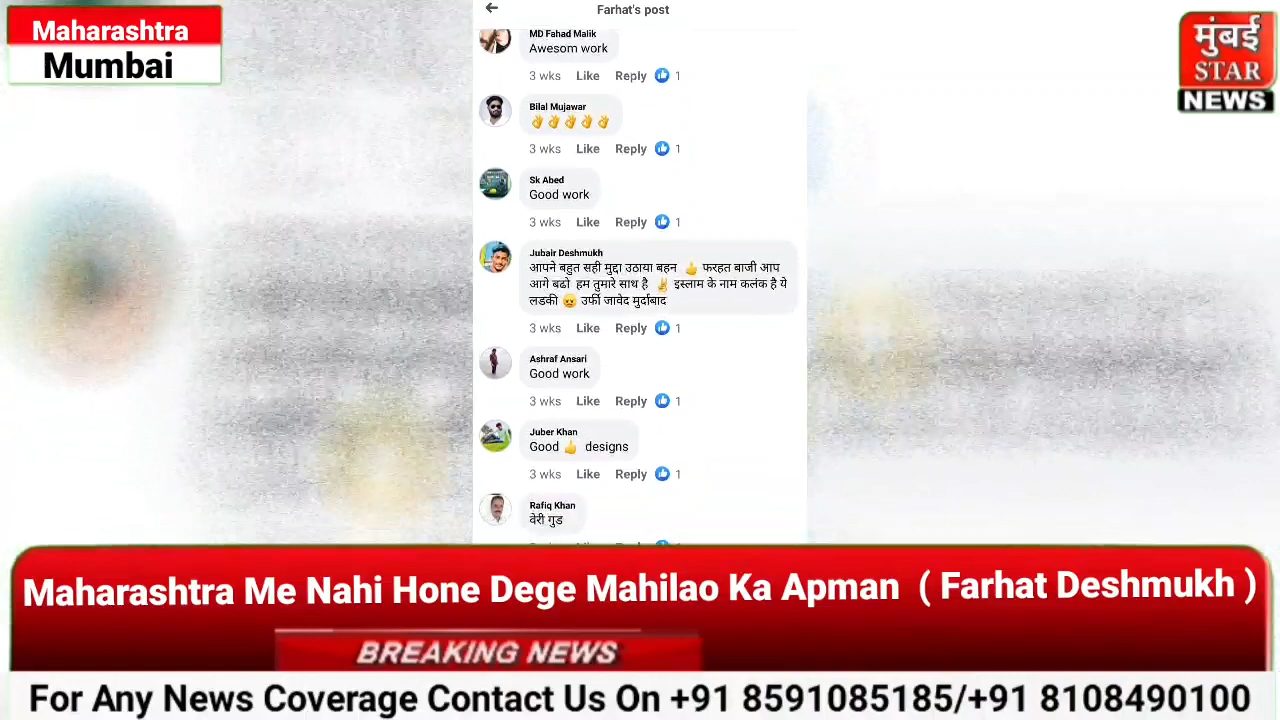 Maharashtra
Mumbai
Farhat's post
मुंबई
STAR
NEWS
MD Fahad Malik
Awesom work
3 wks Like Reply 1
Bilal Mujawar
👌👌👌👌👌
3 wks Like Reply 1
Sk Abed
Good work
3 wks Like Reply 1
Jubair Deshmukh
आपने बहुत सही मुद्दा उठाया बहन 👍 फरहत बाजी आप
आगे बढो हम तुमारे साथ है ✌ इस्लाम के नाम कलंक है ये
लडकी 😠 उर्फी जावेद मुर्दाबाद
3 wks Like Reply 1
Ashraf Ansari
Good work
3 wks Like Reply 1
Juber Khan
Good 👍 designs
3 wks Like Reply 1
Rafiq Khan
वेरी गुड
Maharashtra Me Nahi Hone Dege Mahilao Ka Apman ( Farhat Deshmukh )
BREAKING NEWS
For Any News Coverage Contact Us On +91 8591085185/+91 8108490100